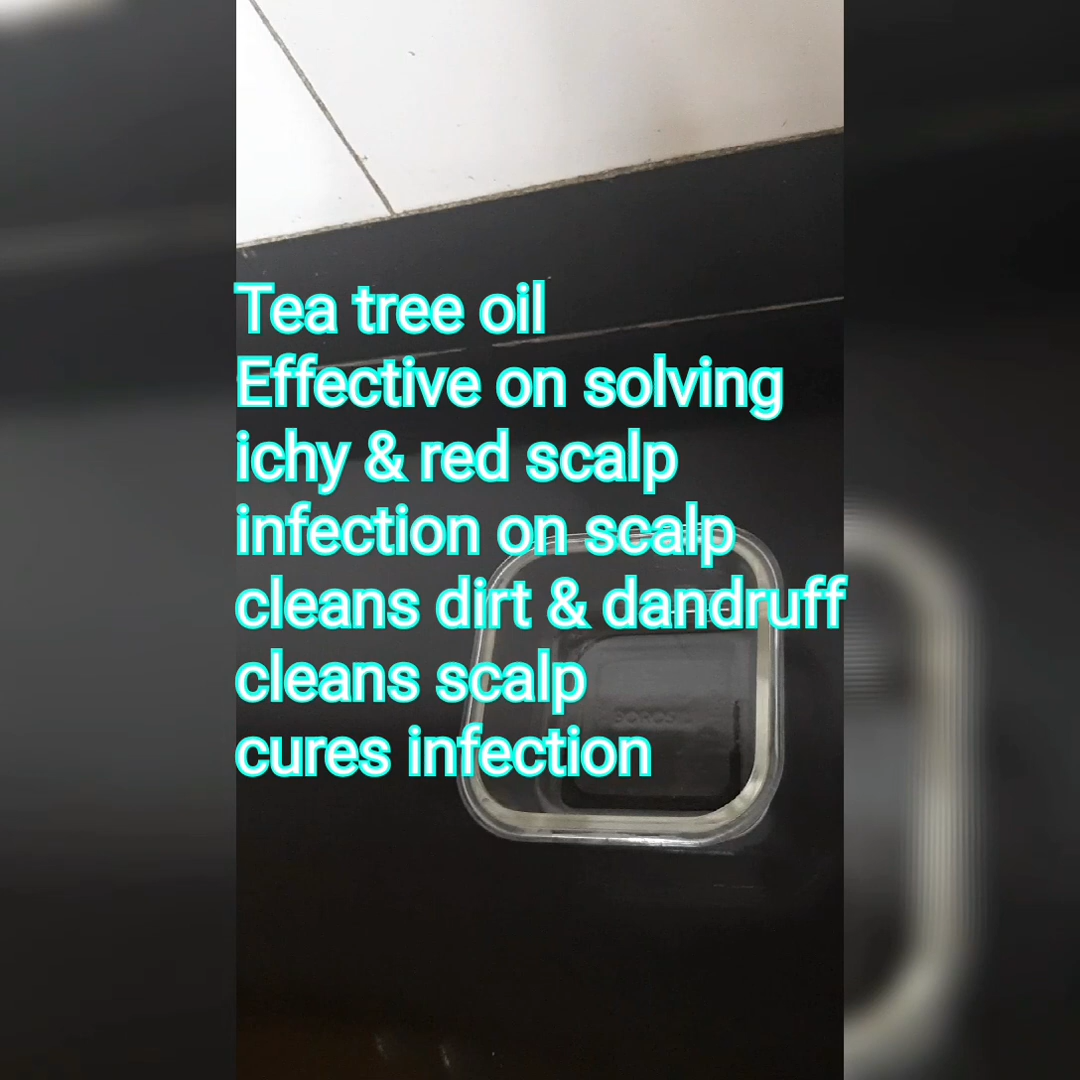 Tea tree oil
Effective on solving
ichy & red scalp
infection on scalp
cleans dirt & dandruff
cleans scalp
cures infection
BOROSIL